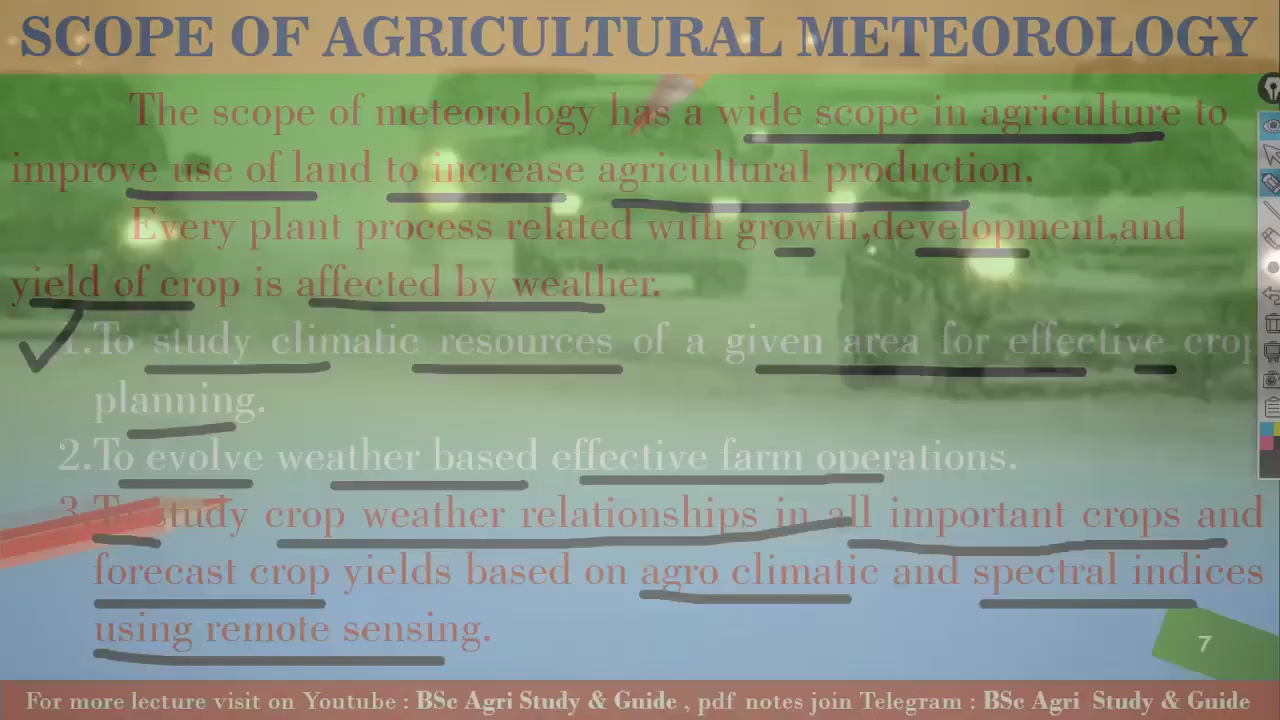 SCOPE OF AGRICULTURAL METEOROLOGY
The scope of meteorology has a wide scope in agriculture to
improve use of land to increase agricultural production.
Every plant process related with growth,development,and
yield of crop is affected by weather.
1.To study climatic resources of a given area for effective crop
planning.
2.To evolve weather based effective farm operations.
3.To study crop weather relationships in all important crops and
forecast crop yields based on agro climatic and spectral indices
using remote sensing.
7
For more lecture visit on Youtube : BSc Agri Study & Guide , pdf notes join Telegram : BSc Agri Study & Guide